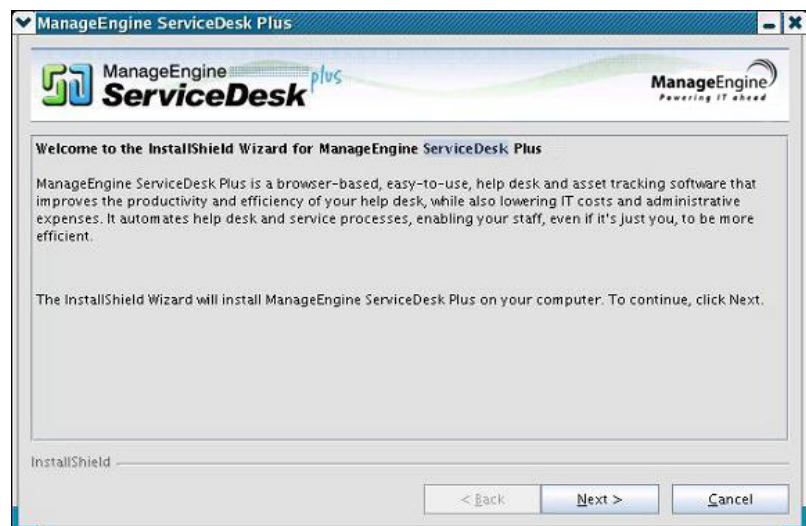 ManageEngine ServiceDesk Plus
ManageEngine
ServiceDesk plus
ManageEngine
Powering IT ahead
Welcome to the InstallShield Wizard for ManageEngine ServiceDesk Plus
ManageEngine ServiceDesk Plus is a browser-based, easy-to-use, help desk and asset tracking software that
improves the productivity and efficiency of your help desk, while also lowering IT costs and administrative
expenses. It automates help desk and service processes, enabling your staff, even if it's just you, to be more
efficient.
The InstallShield Wizard will install ManageEngine ServiceDesk Plus on your computer. To continue, click Next.
InstallShield
< Back
Next >
Cancel